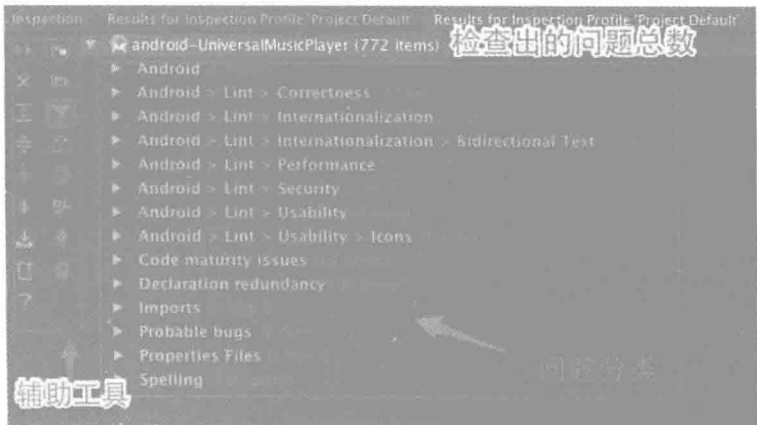 Inspection Results for Inspection Profile 'Project Default' Results for Inspection Profile 'Project Default'
android-UniversalMusicPlayer (772 items) 检查出的问题总数
Android
Android > Lint > Correctness
Android > Lint > Internationalization
Android > Lint > Internationalization > Bidirectional Text
Android > Lint > Performance
Android > Lint > Security
Android > Lint > Usability
Android > Lint > Usability > Icons
Code maturity issues
Declaration redundancy
Imports
Probable bugs
Properties Files
Spelling
问题分类
辅助工具